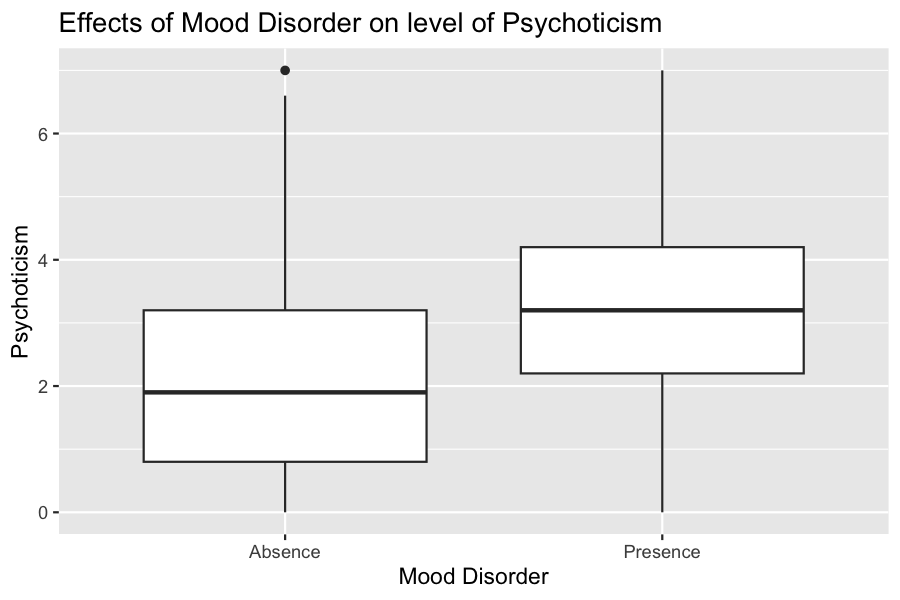 Effects of Mood Disorder on level of Psychoticism
Psychoticism
6
4
2
0
Absence Presence
Mood Disorder